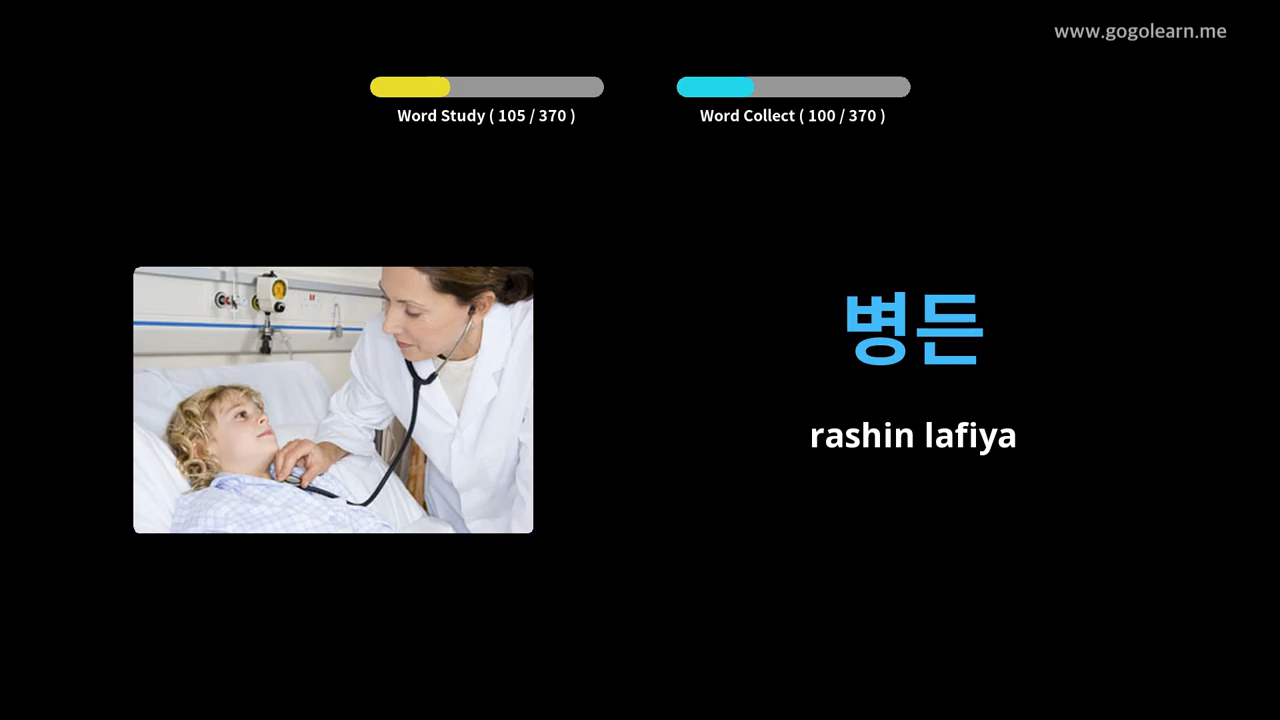 www.gogolearn.me
Word Study ( 105 / 370 )
Word Collect ( 100 / 370 )
병든
rashin lafiya